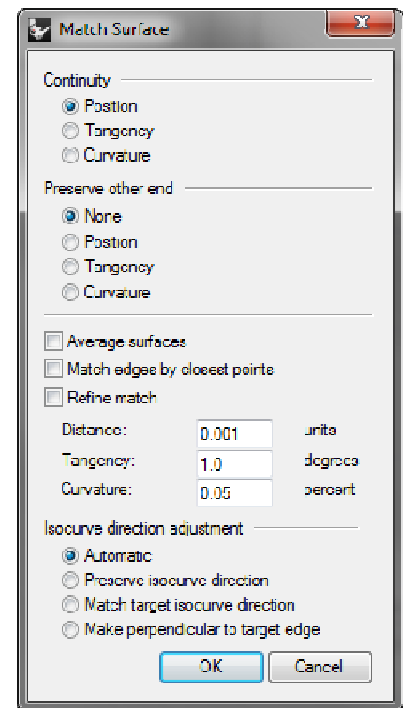 Match Surface
Continuity
Position
Tangency
Curvature
Preserve other end
None
Position
Tangency
Curvature
Average surfaces
Match edges by closest points
Refine match
Distance: 0.001 units
Tangency: 1.0 degrees
Curvature: 0.05 percent
Isocurve direction adjustment
Automatic
Preserve isocurve direction
Match target isocurve direction
Make perpendicular to target edge
OK Cancel